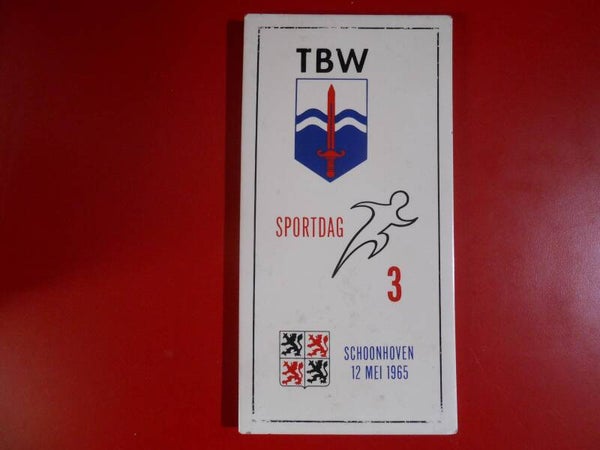 TBW
SPORTDAG
3
SCHOONHOVEN
12 MEI 1965